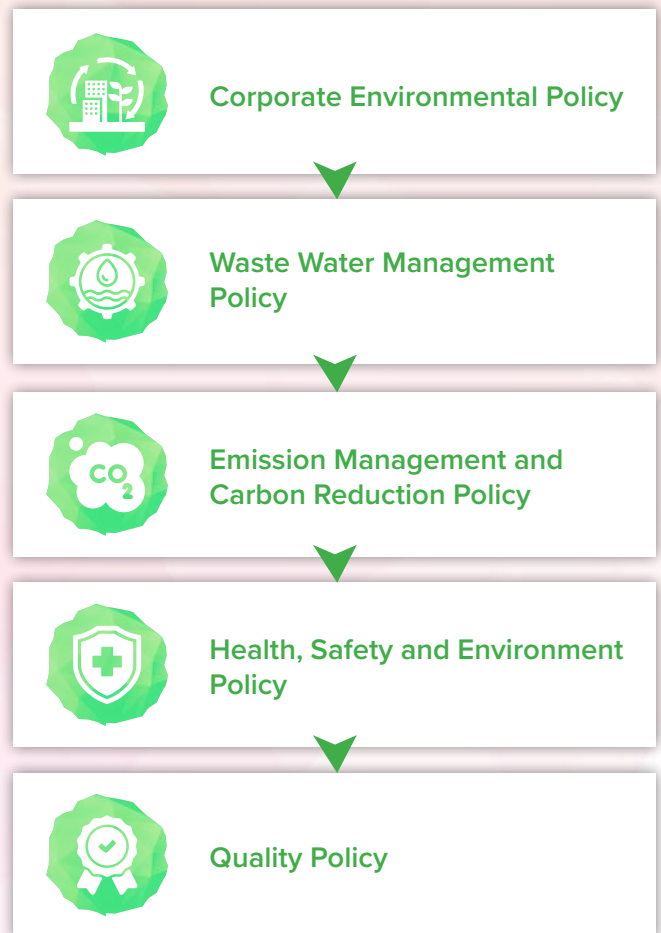 Corporate Environmental Policy
Waste Water Management
Policy
CO2
Emission Management and
Carbon Reduction Policy
Health, Safety and Environment
Policy
Quality Policy